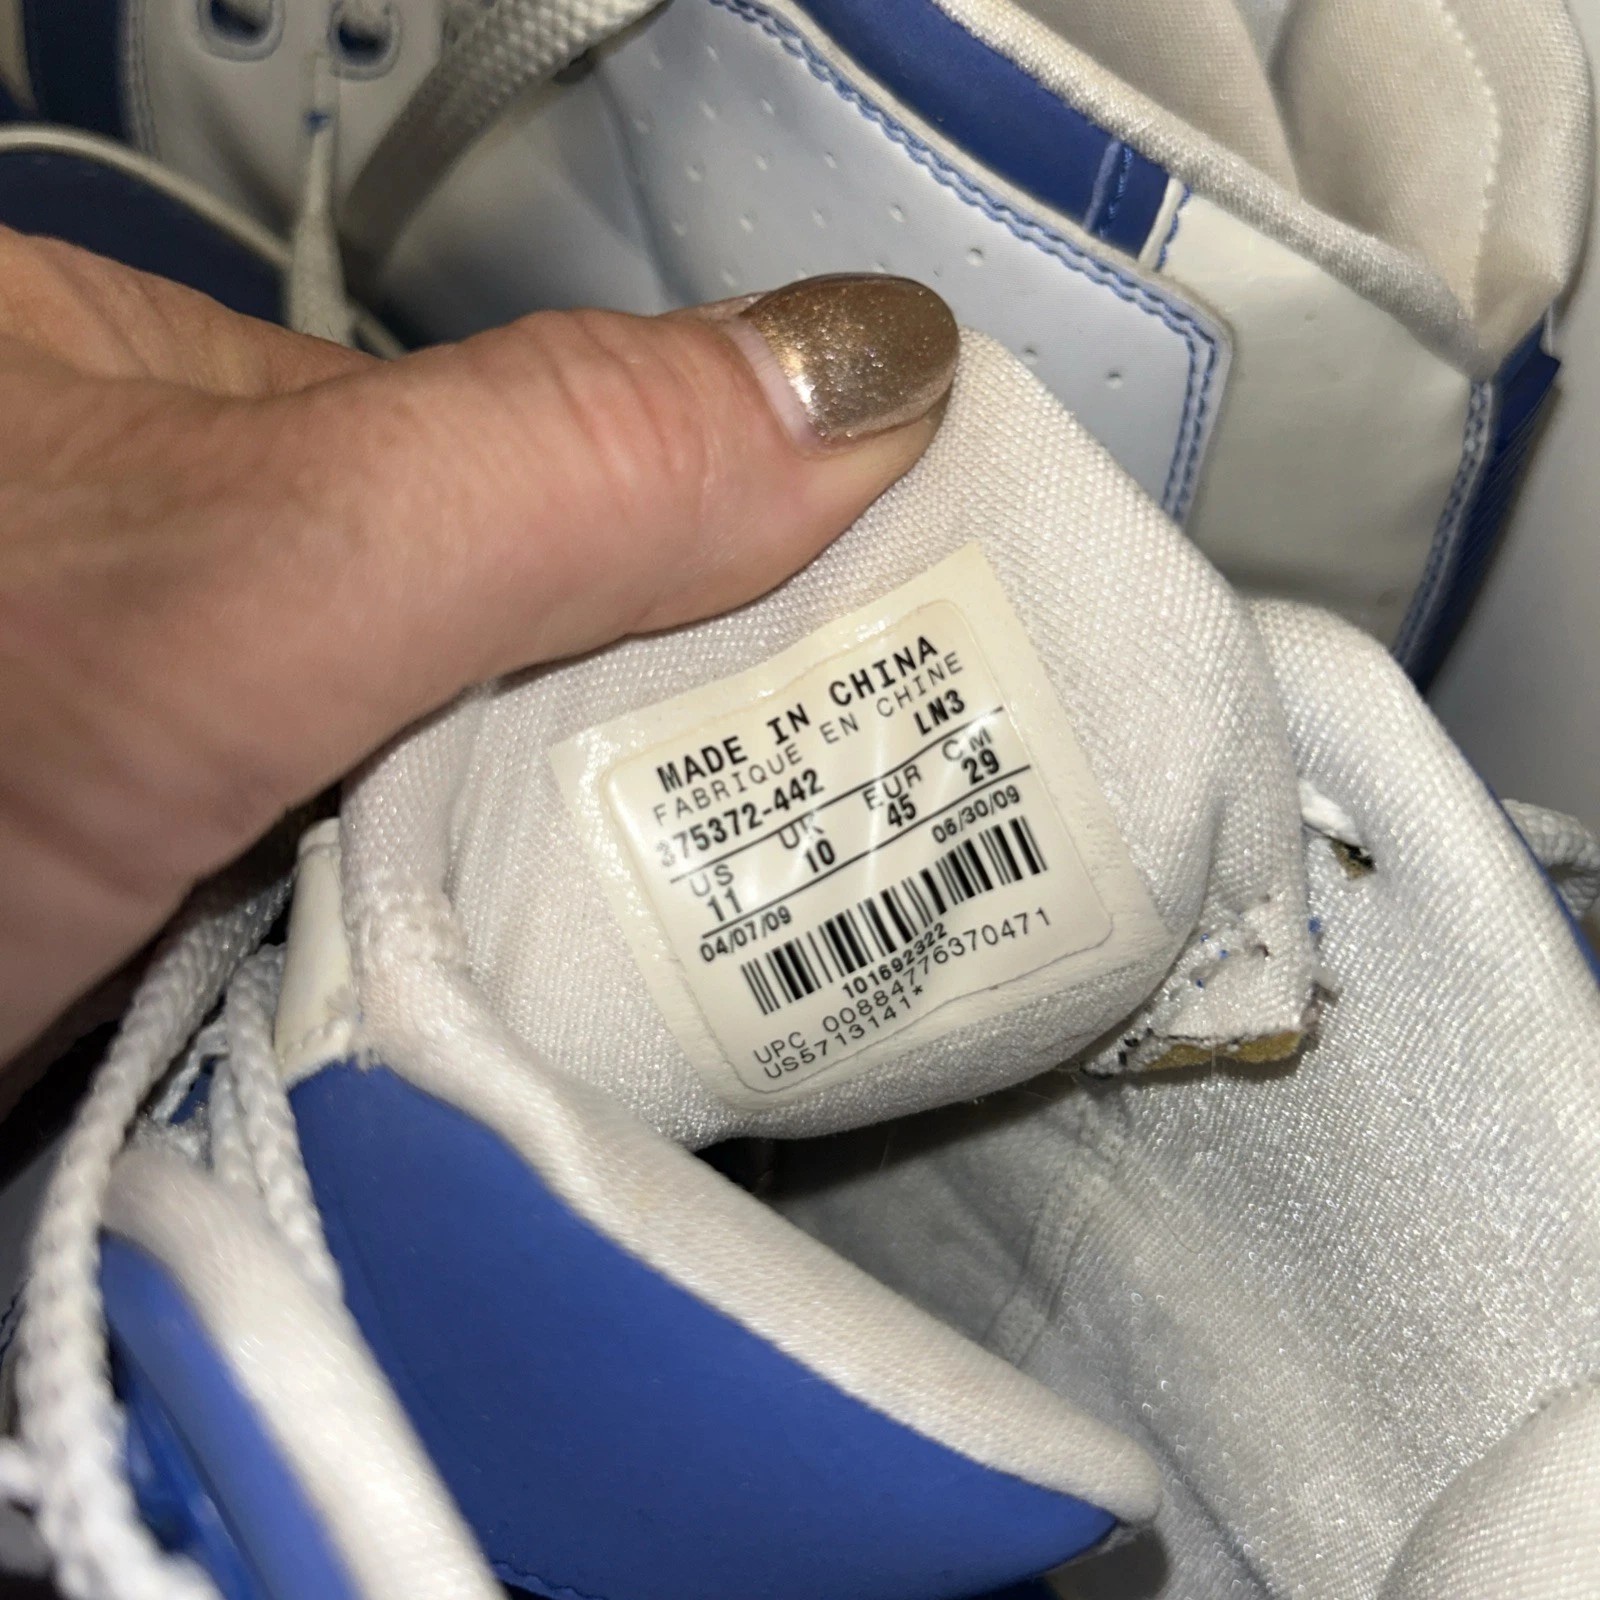 MADE IN CHINA
FABRIQUE EN CHINE
375372-442 LN3
US UK EUR CM
11 10 45 29
04/07/09 06/30/09
101692322
UPC 00884776370471
US5713141*